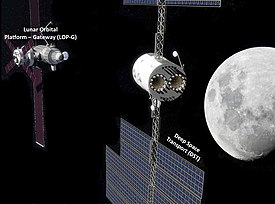 Lunar Orbital
Platform – Gateway (LOP-G)
Deep Space
Transport (DST)